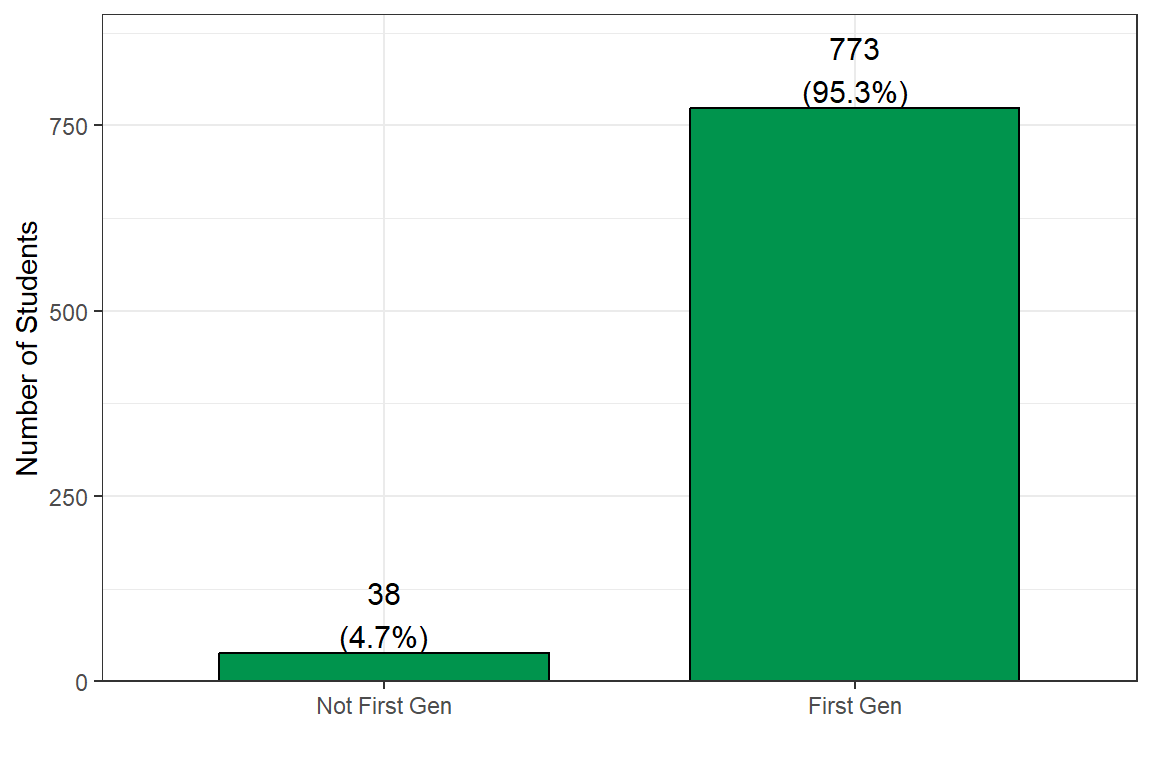 773
(95.3%)
750
500
250
0
Number of Students
38
(4.7%)
Not First Gen
First Gen